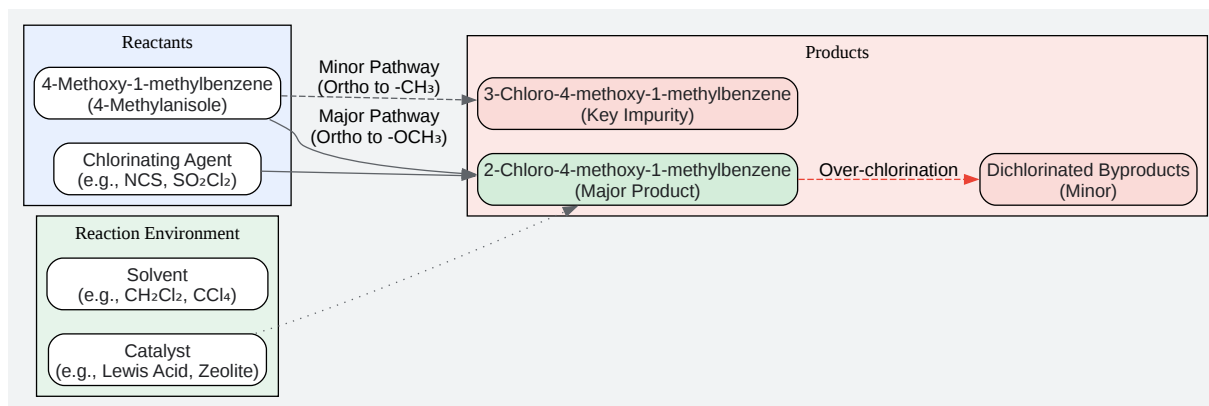 Reactants
4-Methoxy-1-methylbenzene
(4-Methylanisole)
Chlorinating Agent
(e.g., NCS, SO₂Cl₂)
Minor Pathway
(Ortho to -CH₃)
Major Pathway
(Ortho to -OCH₃)
Products
3-Chloro-4-methoxy-1-methylbenzene
(Key Impurity)
2-Chloro-4-methoxy-1-methylbenzene
(Major Product)
Over-chlorination
Dichlorinated Byproducts
(Minor)
Reaction Environment
Solvent
(e.g., CH₂Cl₂, CCl₄)
Catalyst
(e.g., Lewis Acid, Zeolite)